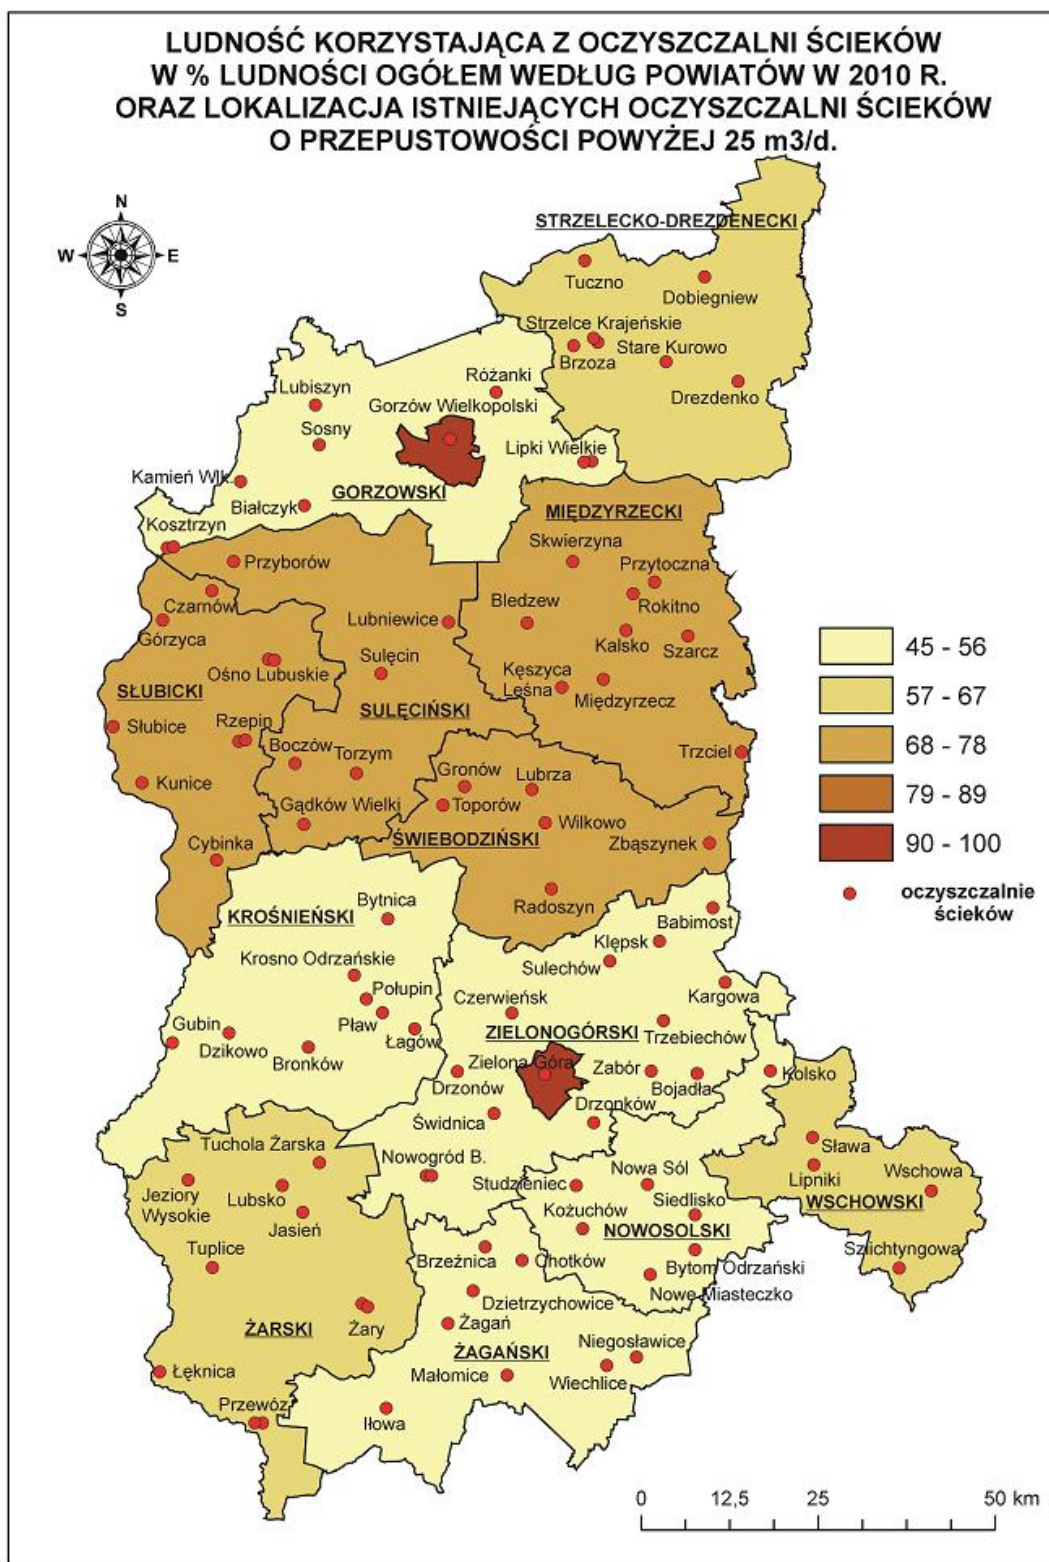 LUDNOŚĆ KORZYSTAJĄCA Z OCZYSZCZALNI ŚCIEKÓW
W % LUDNOŚCI OGÓŁEM WEDŁUG POWIATÓW W 2010 R.
ORAZ LOKALIZACJA ISTNIEJĄCYCH OCZYSZCZALNI ŚCIEKÓW
O PRZEPUSTOWOŚCI POWYŻEJ 25 m3/d.
N
W
E
S
STRZELECKO-DREZDENECKI
Tuczno
Dobiegniew
Strzelce Krajeńskie
Brzoza
Stare Kurowo
Drezdenko
Różanki
Lubiszyn
Gorzów Wielkopolski
Sosny
Lipki Wielkie
Kamień Wlk.
GORZOWSKI
Białczyk
Kosztrzyn
MIĘDZYRZECKI
Skwierzyna
Przyborów
Przytoczna
Czarnów
Bledzew
Rokitno
Górzyca
Lubniewice
Kalsko
Szarcz
Ośno Lubuskie
Sulęcin
Kęszyca
Leśna
Międzyrzecz
SŁUBICKI
SULĘCIŃSKI
Słubice
Rzepin
Boczów
Torzym
Trzciel
Kunice
Gronów
Lubrza
Gądków Wielki
Toporów
Wilkowo
ŚWIEBODZIŃSKI
Zbąszynek
Cybinka
Radoszyn
45 - 56
57 - 67
68 - 78
79 - 89
90 - 100
oczyszczalnie
ścieków
Bytnica
KROŚNIEŃSKI
Babimost
Klępsk
Sulechów
Krosno Odrzańskie
Połupin
Czerwieńsk
Kargowa
Pław
Gubin
Dzikowo
Łagów
ZIELONOGÓRSKI
Trzebiechów
Bronków
Zielona Góra
Zabór
Kolsko
Drzonów
Bojadła
Świdnica
Drzonków
Tuchola Żarska
Nowogród B.
Sława
Studzieniec
Nowa Sól
Lipniki
Wschowa
Jeziory
Wysokie
Lubsko
Siedlisko
WSCHOWSKI
Jasień
Kożuchów
NOWOSOLSKI
Tuplice
Brzeźnica
Chotków
Bytom Odrzański
Szlichtyngowa
Nowe Miasteczko
Dzietrzychowice
ŻARSKI
Żary
Żagań
ŻAGAŃSKI
Niegosławice
Łęknica
Małomice
Wiechlice
Przewóz
Iłowa
0
12,5
25
50 km